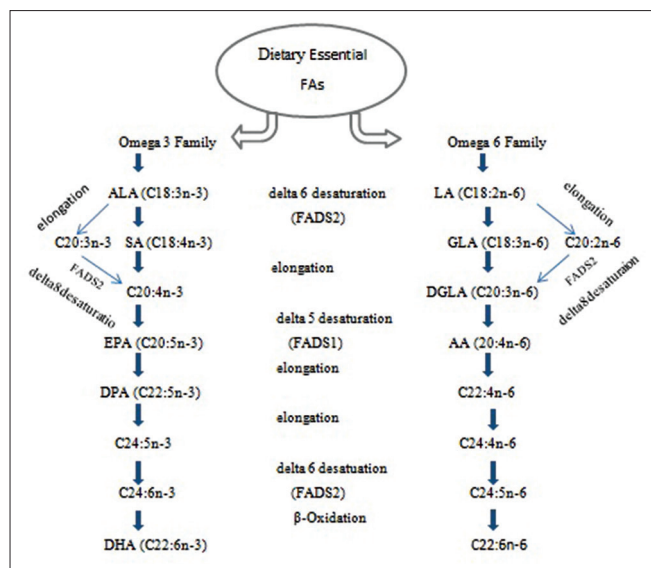 Dietary Essential
FAs
Omega 3 Family
Omega 6 Family
ALA (C18:3n-3)
delta 6 desaturation
(FADS2)
LA (C18:2n-6)
elongation
elongation
C20:3n-3
SA (C18:4n-3)
GLA (C18:3n-6)
C20:2n-6
FADS2
delta8desaturatio
elongation
FADS2
delta8desaturaion
C20:4n-3
DGLA (C20:3n-6)
delta 5 desaturation
(FADS1)
EPA (C20:5n-3)
AA (20:4n-6)
elongation
DPA (C22:5n-3)
C22:4n-6
elongation
C24:5n-3
C24:4n-6
delta 6 desatuation
(FADS2)
C24:6n-3
C24:5n-6
β-Oxidation
DHA (C22:6n-3)
C22:6n-6